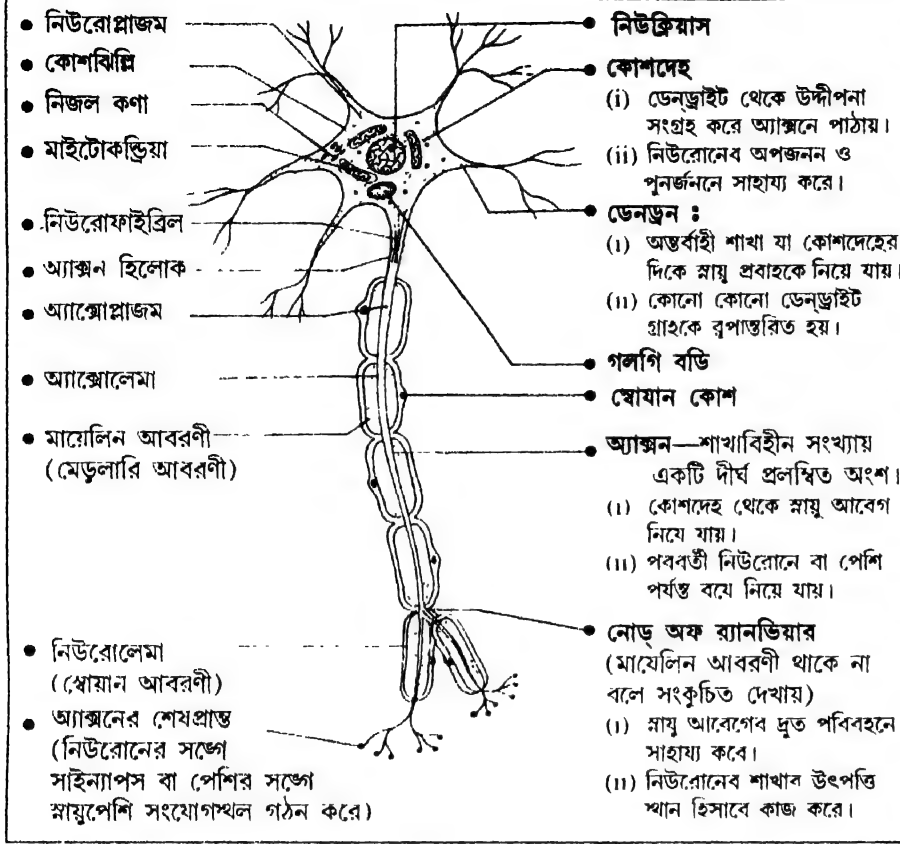 নিউরোপ্লাজম
কোশঝিল্লি
নিজল কণা
মাইটোকন্ড্রিয়া
নিউরোফাইব্রিল
অ্যাক্সন হিলোক
অ্যাক্সোপ্লাজম
অ্যাক্সোলেমা
মায়েলিন আবরণী
(মেডুলারি আবরণী)
নিউরোলেমা
(শ্বোয়ান আবরণী)
অ্যাক্সনের শেষপ্রান্ত
(নিউরোনের সঙ্গে
সাইন্যাপস বা পেশির সঙ্গে
স্নায়ুপেশি সংযোগস্থল গঠন করে)
নিউক্লিয়াস
কোশদেহ
(i) ডেনড্রাইট থেকে উদ্দীপনা
সংগ্রহ করে অ্যাক্সনে পাঠায়।
(ii) নিউরোনেব অপজনন ও
পুনর্জননে সাহায্য করে।
ডেনড্রন :
(i) অন্তর্বাহী শাখা যা কোশদেহের
দিকে স্নায়ু প্রবাহকে নিয়ে যায়।
(ii) কোনো কোনো ডেনড্রাইট
গ্রাহকে রূপান্তরিত হয়।
গলগি বডি
শ্বোযান কোশ
অ্যাক্সন—শাখাবিহীন সংখ্যায়
একটি দীর্ঘ প্রলম্বিত অংশ।
(i) কোশদেহ থেকে স্নায়ু আবেগ
নিযে যায়।
(ii) পববর্তী নিউরোনে বা পেশি
পর্যন্ত বযে নিয়ে যায়।
নোড্ অফ র‍্যানভিয়ার
(মাযেলিন আবরণী থাকে না
বলে সংকুচিত দেখায়)
(i) স্নায়ু আবেগেব দ্রুত পবিবহনে
সাহায্য কবে।
(ii) নিউরোনেব শাখাব উৎপত্তি
স্থান হিসাবে কাজ করে।